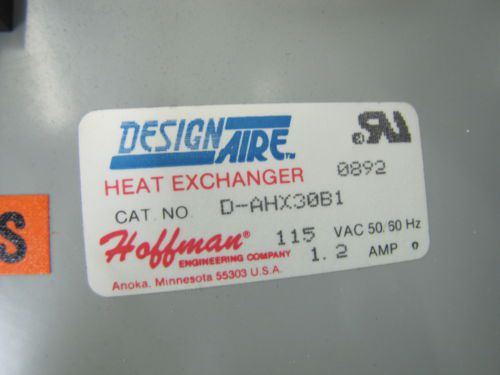 DESIGN
AIRE™
HEAT EXCHANGER 0892
CAT. NO. D-AHX30B1
Hoffman® 115 VAC 50/60 Hz
ENGINEERING COMPANY 1.2 AMP
Anoka, Minnesota 55303 U.S.A.
S